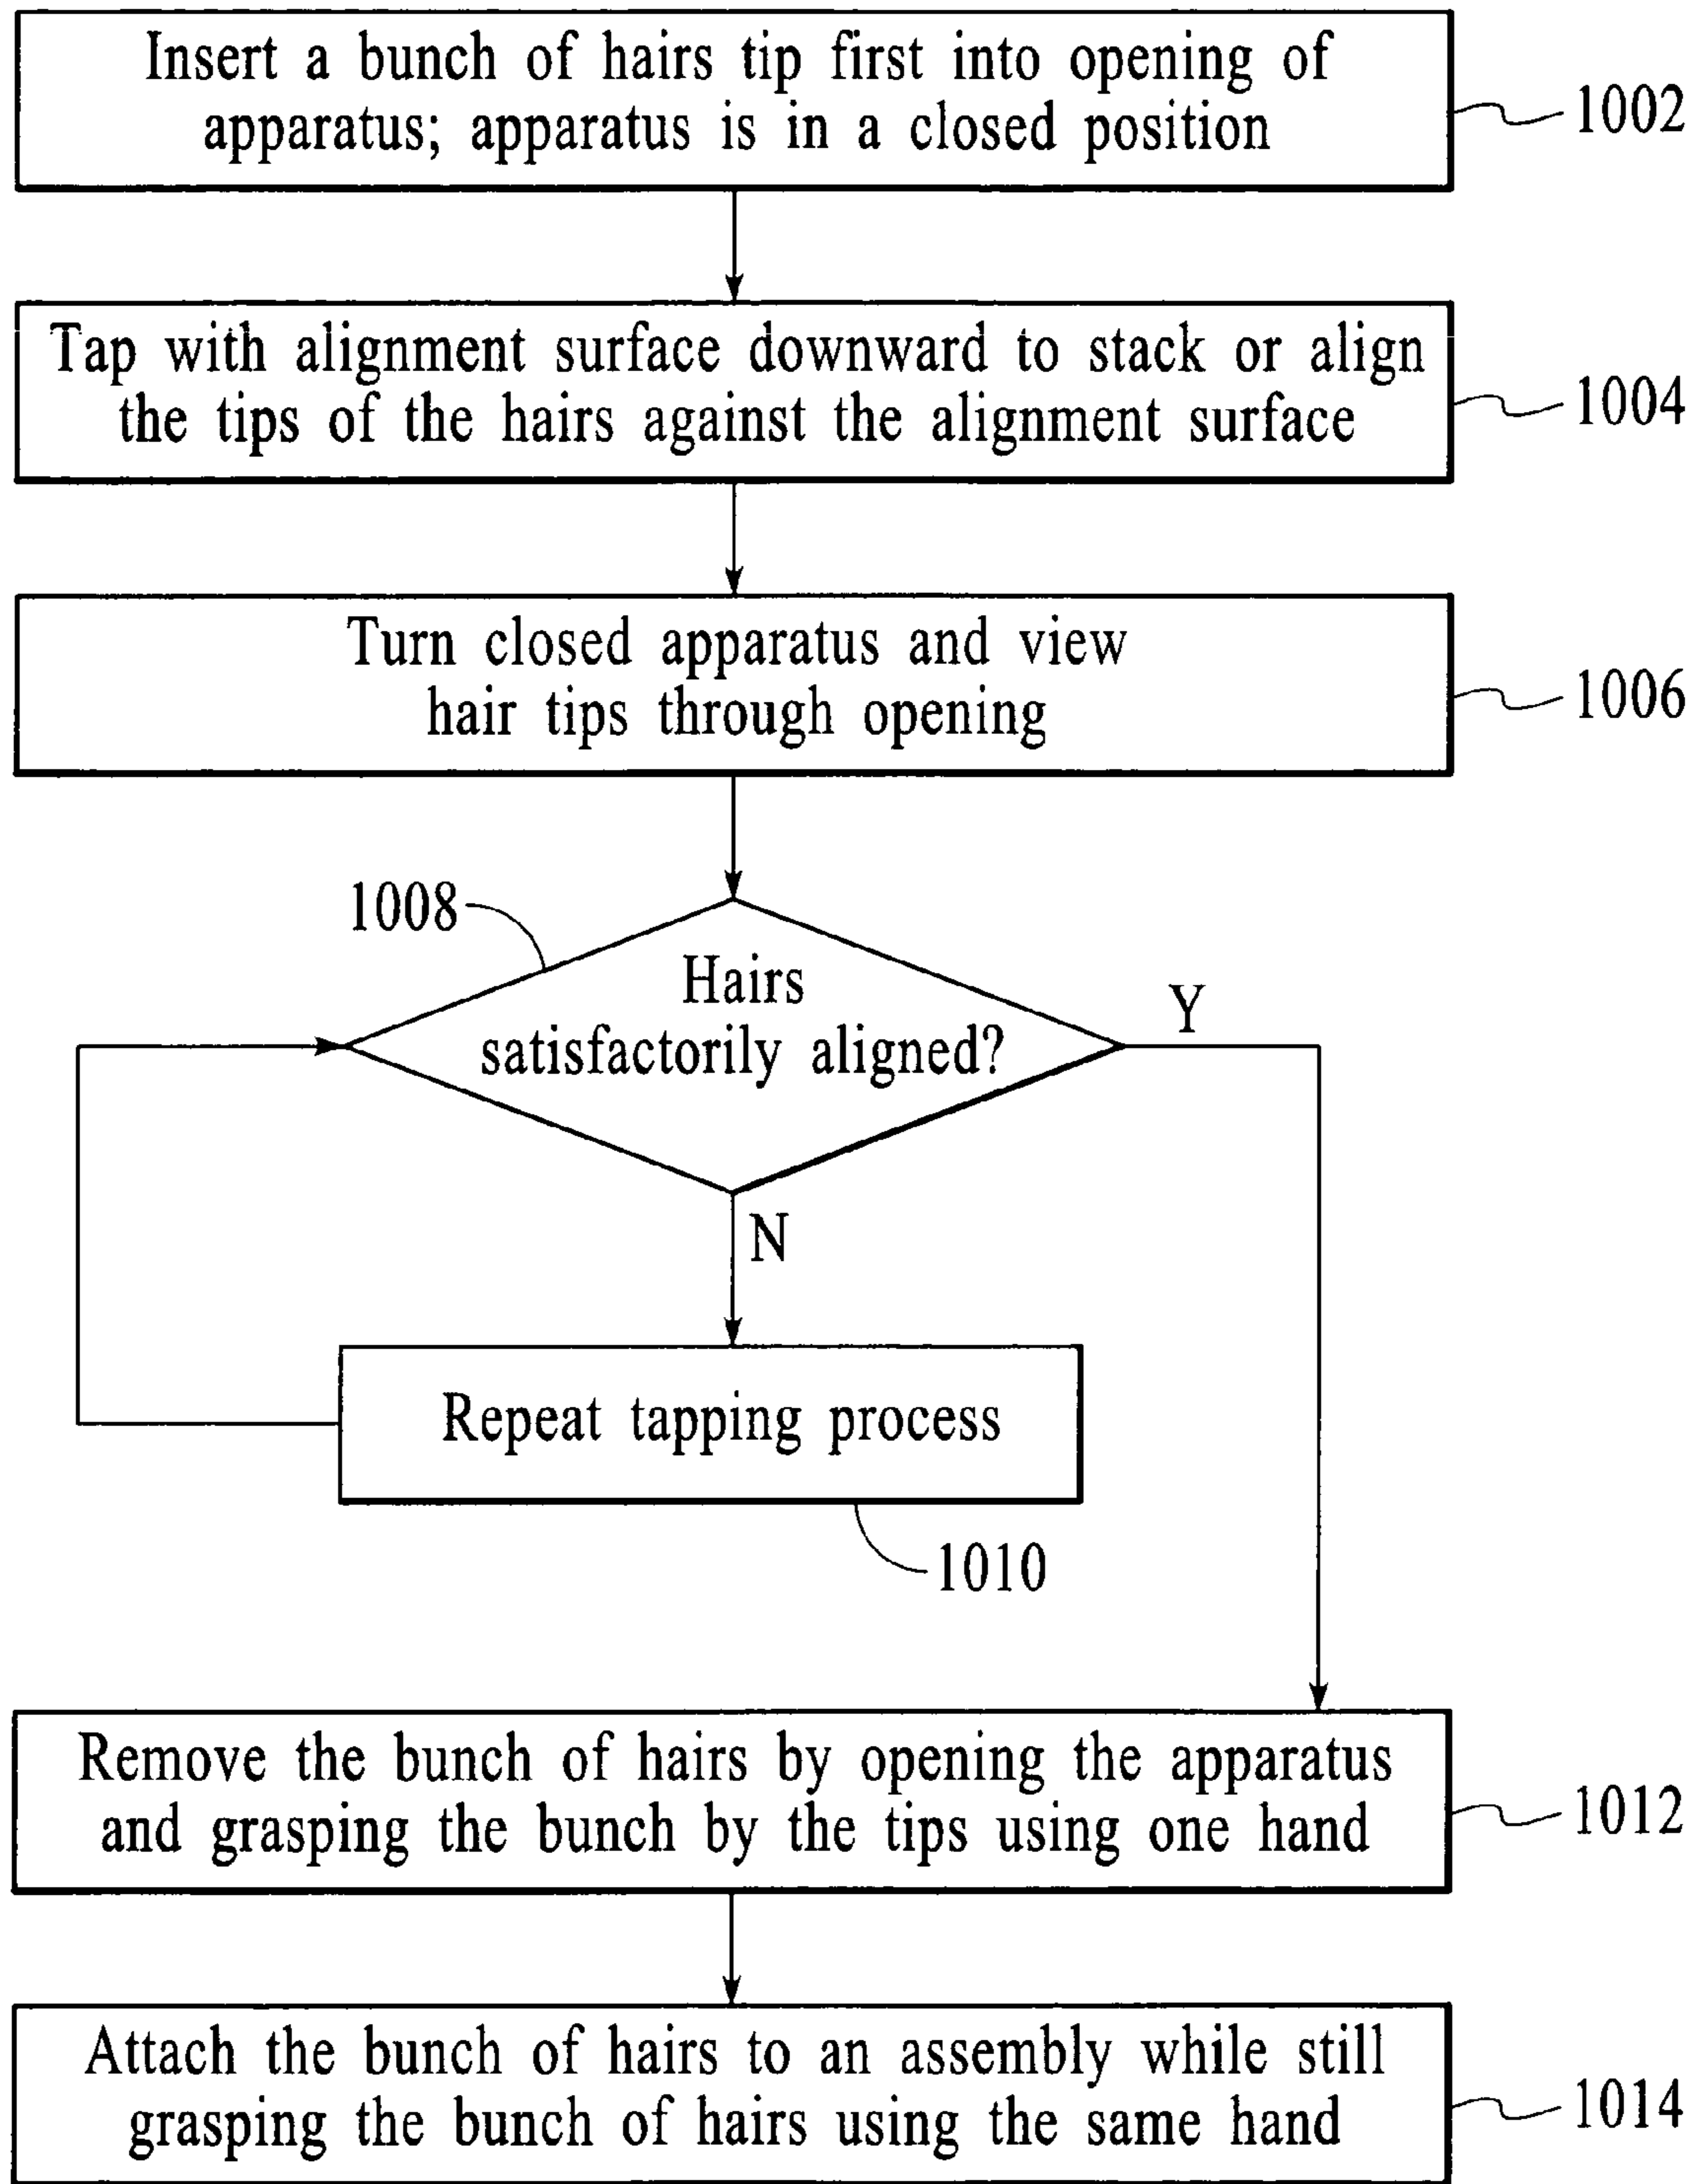 Insert a bunch of hairs tip first into opening of
apparatus; apparatus is in a closed position
1002
Tap with alignment surface downward to stack or align
the tips of the hairs against the alignment surface
1004
Turn closed apparatus and view
hair tips through opening
1006
1008
Hairs
satisfactorily aligned?
Y
N
Repeat tapping process
1010
Remove the bunch of hairs by opening the apparatus
and grasping the bunch by the tips using one hand
1012
Attach the bunch of hairs to an assembly while still
grasping the bunch of hairs using the same hand
1014